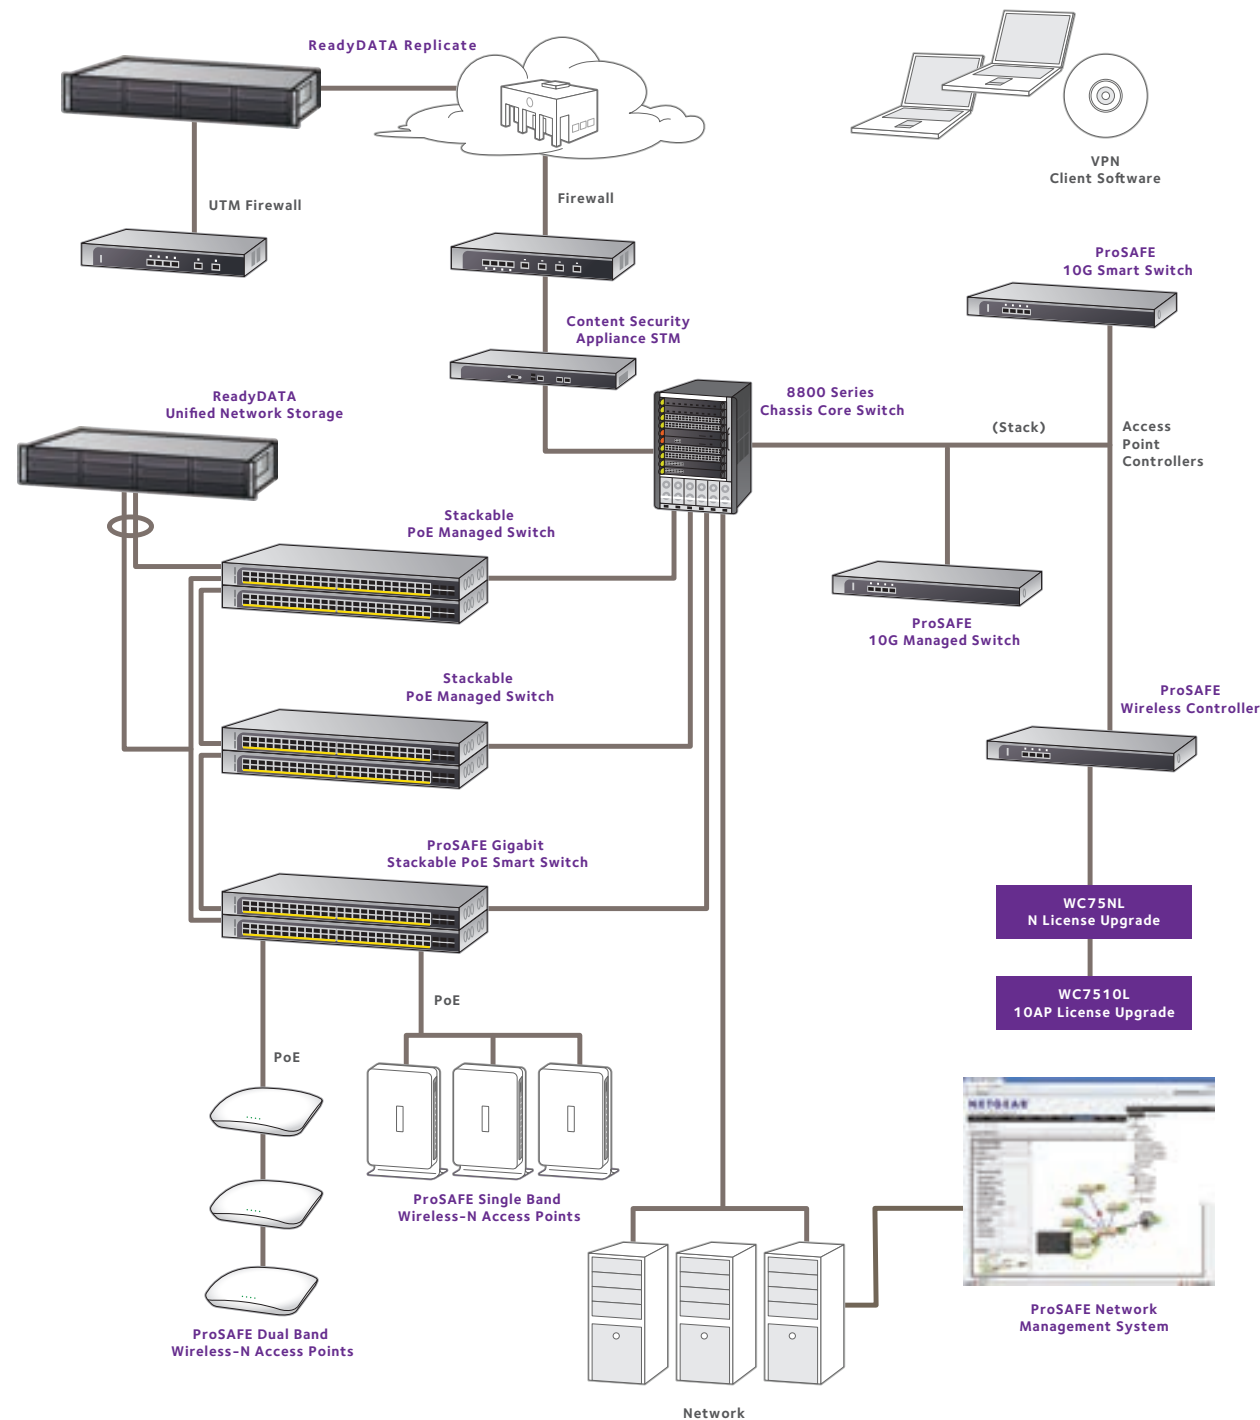 ReadyDATA Replicate
VPN
Client Software
UTM Firewall
Firewall
ProSAFE
10G Smart Switch
Content Security
Appliance STM
ReadyDATA
Unified Network Storage
8800 Series
Chassis Core Switch
(Stack)
Access
Point
Controllers
Stackable
PoE Managed Switch
ProSAFE
10G Managed Switch
Stackable
PoE Managed Switch
ProSAFE
Wireless Controller
ProSAFE Gigabit
Stackable PoE Smart Switch
WC75NL
N License Upgrade
PoE
WC7510L
10AP License Upgrade
PoE
NETGEAR
ProSAFE Single Band
Wireless-N Access Points
ProSAFE Network
Management System
ProSAFE Dual Band
Wireless-N Access Points
Network